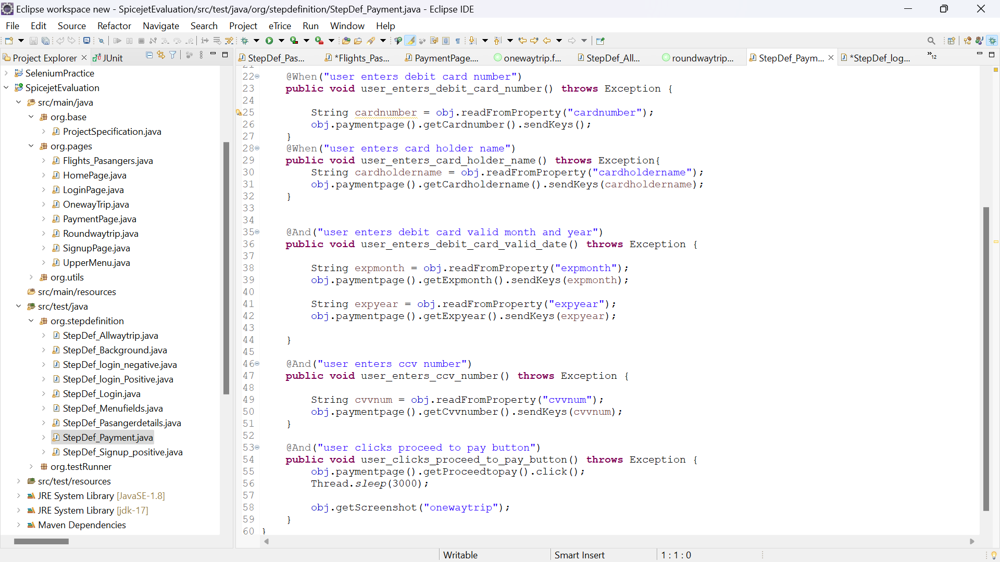 Eclipse workspace new - SpicejetEvaluation/src/test/java/org/stepdefinition/StepDef_Payment.java - Eclipse IDE
File Edit Source Refactor Navigate Search Project eTrice Run Window Help
Project Explorer JUnit
StepDef_Pas... *Flights_Pas... PaymentPage.... onewaytrip.f... StepDef_All... roundwaytrip... StepDef_Paym... *StepDef_log... »12
SeleniumPractice
SpicejetEvaluation
src/main/java
org.base
ProjectSpecification.java
org.pages
Flights_Pasangers.java
HomePage.java
LoginPage.java
OnewayTrip.java
PaymentPage.java
Roundwaytrip.java
SignupPage.java
UpperMenu.java
org.utils
src/main/resources
src/test/java
org.stepdefinition
StepDef_Allwaytrip.java
StepDef_Background.java
StepDef_login_negative.java
StepDef_login_Positive.java
StepDef_Login.java
StepDef_Menufields.java
StepDef_Pasangerdetails.java
StepDef_Payment.java
StepDef_Signup_positive.java
org.testRunner
src/test/resources
JRE System Library [JavaSE-1.8]
JRE System Library [jdk-17]
Maven Dependencies
21
22 @When("user enters debit card number")
23 public void user_enters_debit_card_number() throws Exception {
24
25 String cardnumber = obj.readFromProperty("cardnumber");
26 obj.paymentpage().getCardnumber().sendKeys();
27 }
28 @When("user enters card holder name")
29 public void user_enters_card_holder_name() throws Exception{
30 String cardholdername = obj.readFromProperty("cardholdername");
31 obj.paymentpage().getCardholdername().sendKeys(cardholdername);
32 }
33
34
35 @And("user enters debit card valid month and year")
36 public void user_enters_debit_card_valid_date() throws Exception {
37
38 String expmonth = obj.readFromProperty("expmonth");
39 obj.paymentpage().getExpmonth().sendKeys(expmonth);
40
41 String expyear = obj.readFromProperty("expyear");
42 obj.paymentpage().getExpyear().sendKeys(expyear);
43
44 }
45
46 @And("user enters ccv number")
47 public void user_enters_ccv_number() throws Exception {
48
49 String cvvnum = obj.readFromProperty("cvvnum");
50 obj.paymentpage().getCvvnumber().sendKeys(cvvnum);
51 }
52
53 @And("user clicks proceed to pay button")
54 public void user_clicks_proceed_to_pay_button() throws Exception {
55 obj.paymentpage().getProceedtopay().click();
56 Thread.sleep(3000);
57
58 obj.getScreenshot("onewaytrip");
59 }
60 }
Writable Smart Insert 1 : 1 : 0